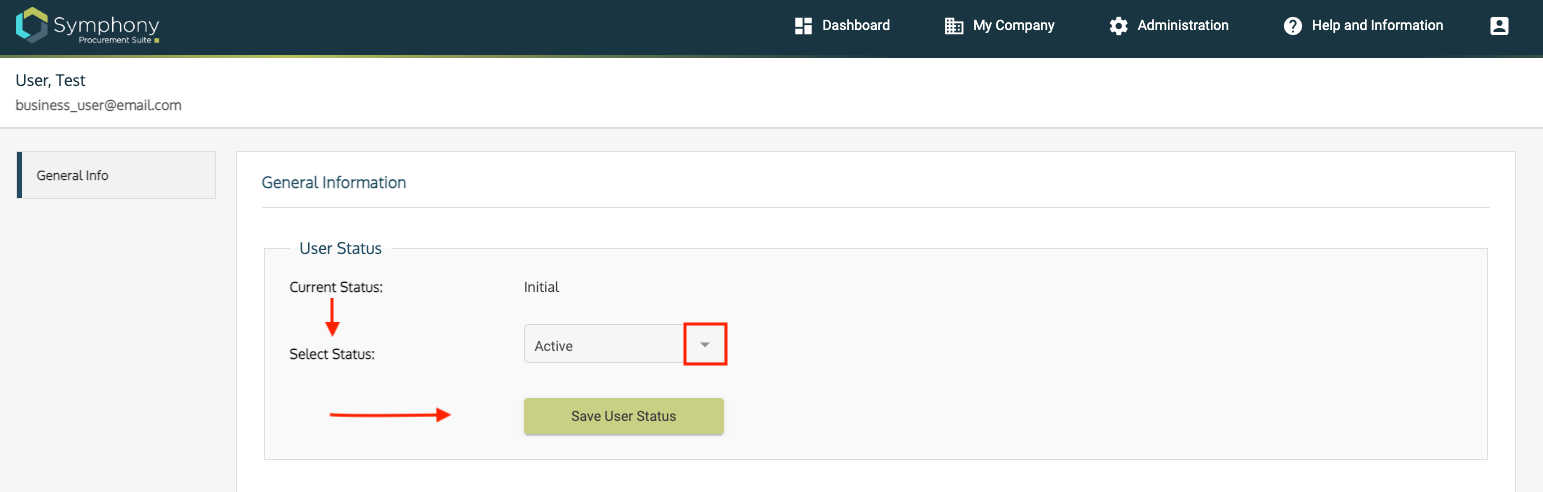 Symphony
Procurement Suite
Dashboard
My Company
Administration
Help and Information
User, Test
business_user@email.com
General Info
General Information
User Status
Current Status: Initial
Select Status: Active
Save User Status